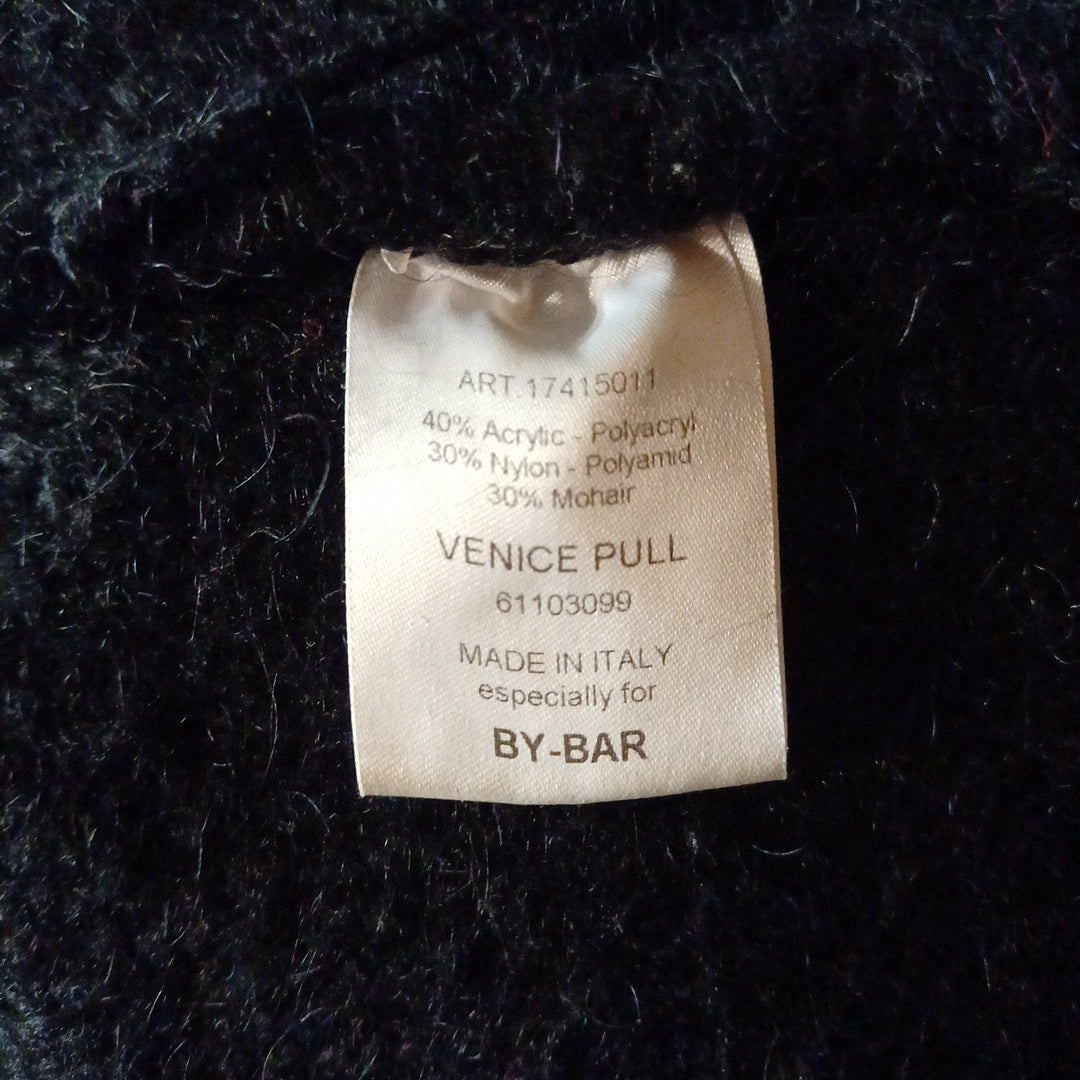 ART.17415011
40% Acrylic - Polyacryl
30% Nylon - Polyamid
30% Mohair
VENICE PULL
61103099
MADE IN ITALY
especially for
BY-BAR